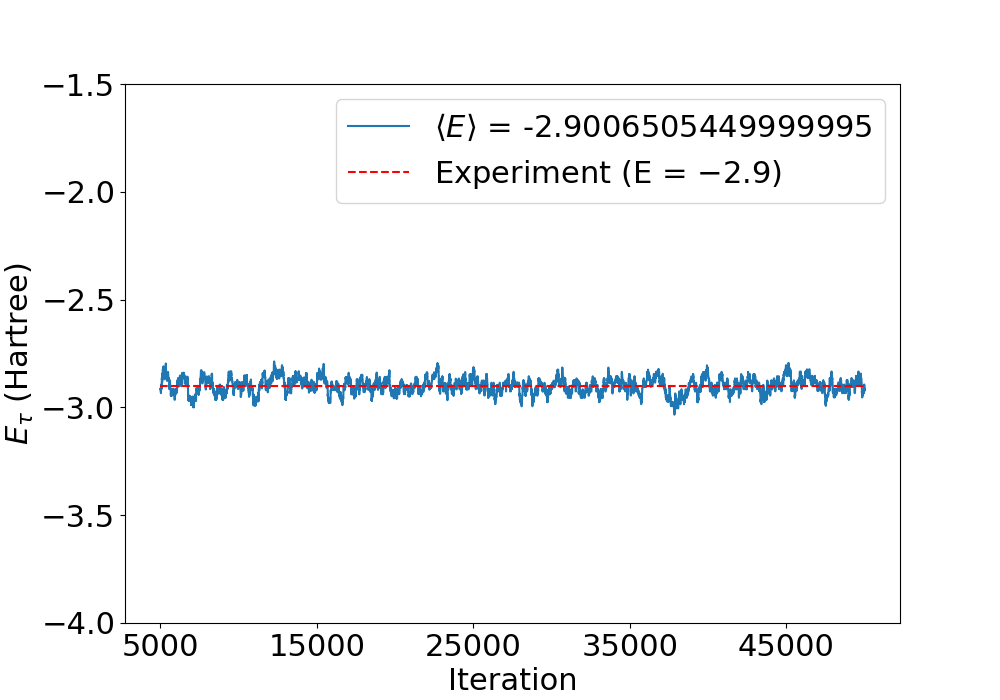 −1.5
−2.0
−2.5
−3.0
−3.5
−4.0
E_τ (Hartree)
⟨E⟩ = -2.9006505449999995
Experiment (E = −2.9)
5000 15000 25000 35000 45000
Iteration